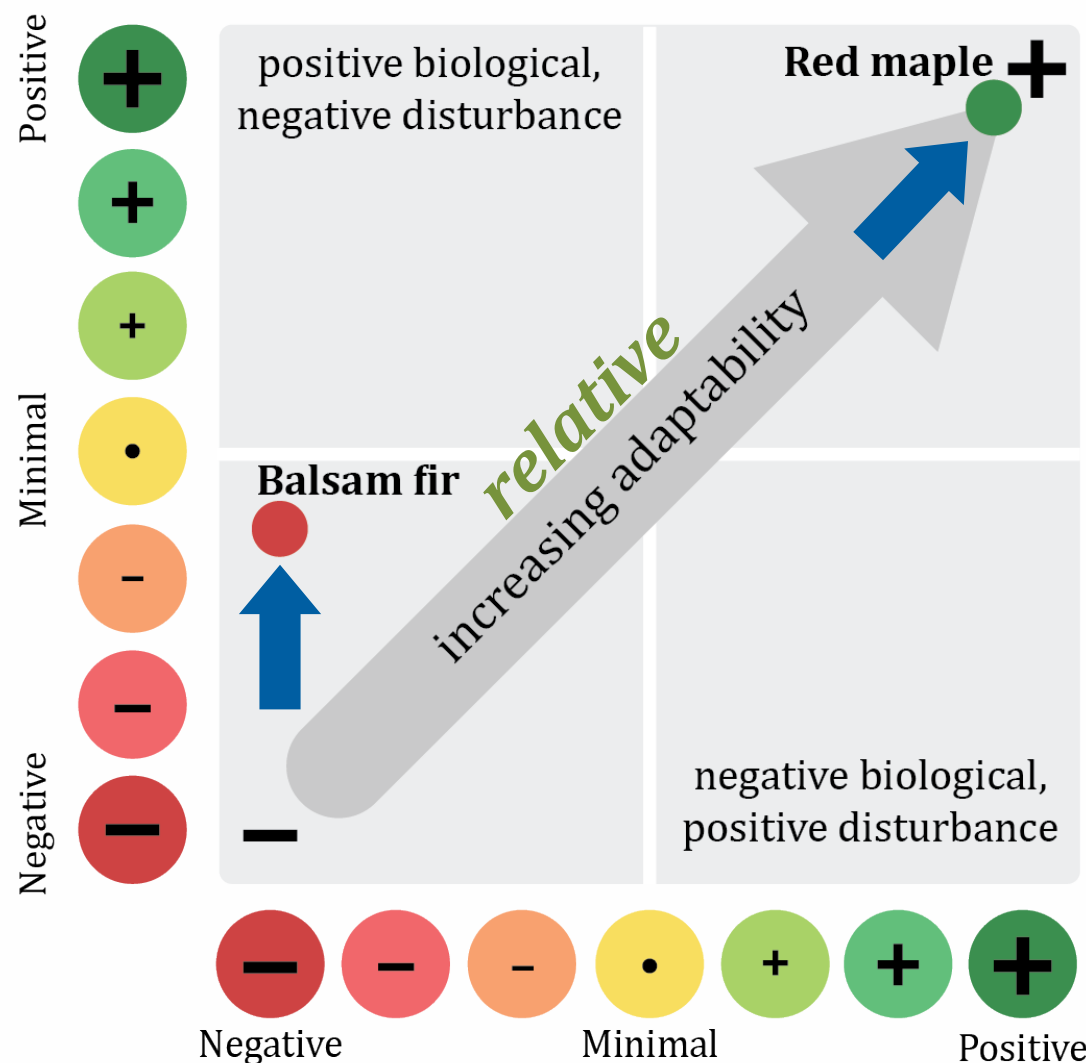 Positive
Minimal
Negative
+
+
+
•
–
–
–
positive biological,
negative disturbance
Red maple +
relative
increasing adaptability
Balsam fir
–
negative biological,
positive disturbance
– – – • + + +
Negative Minimal Positive